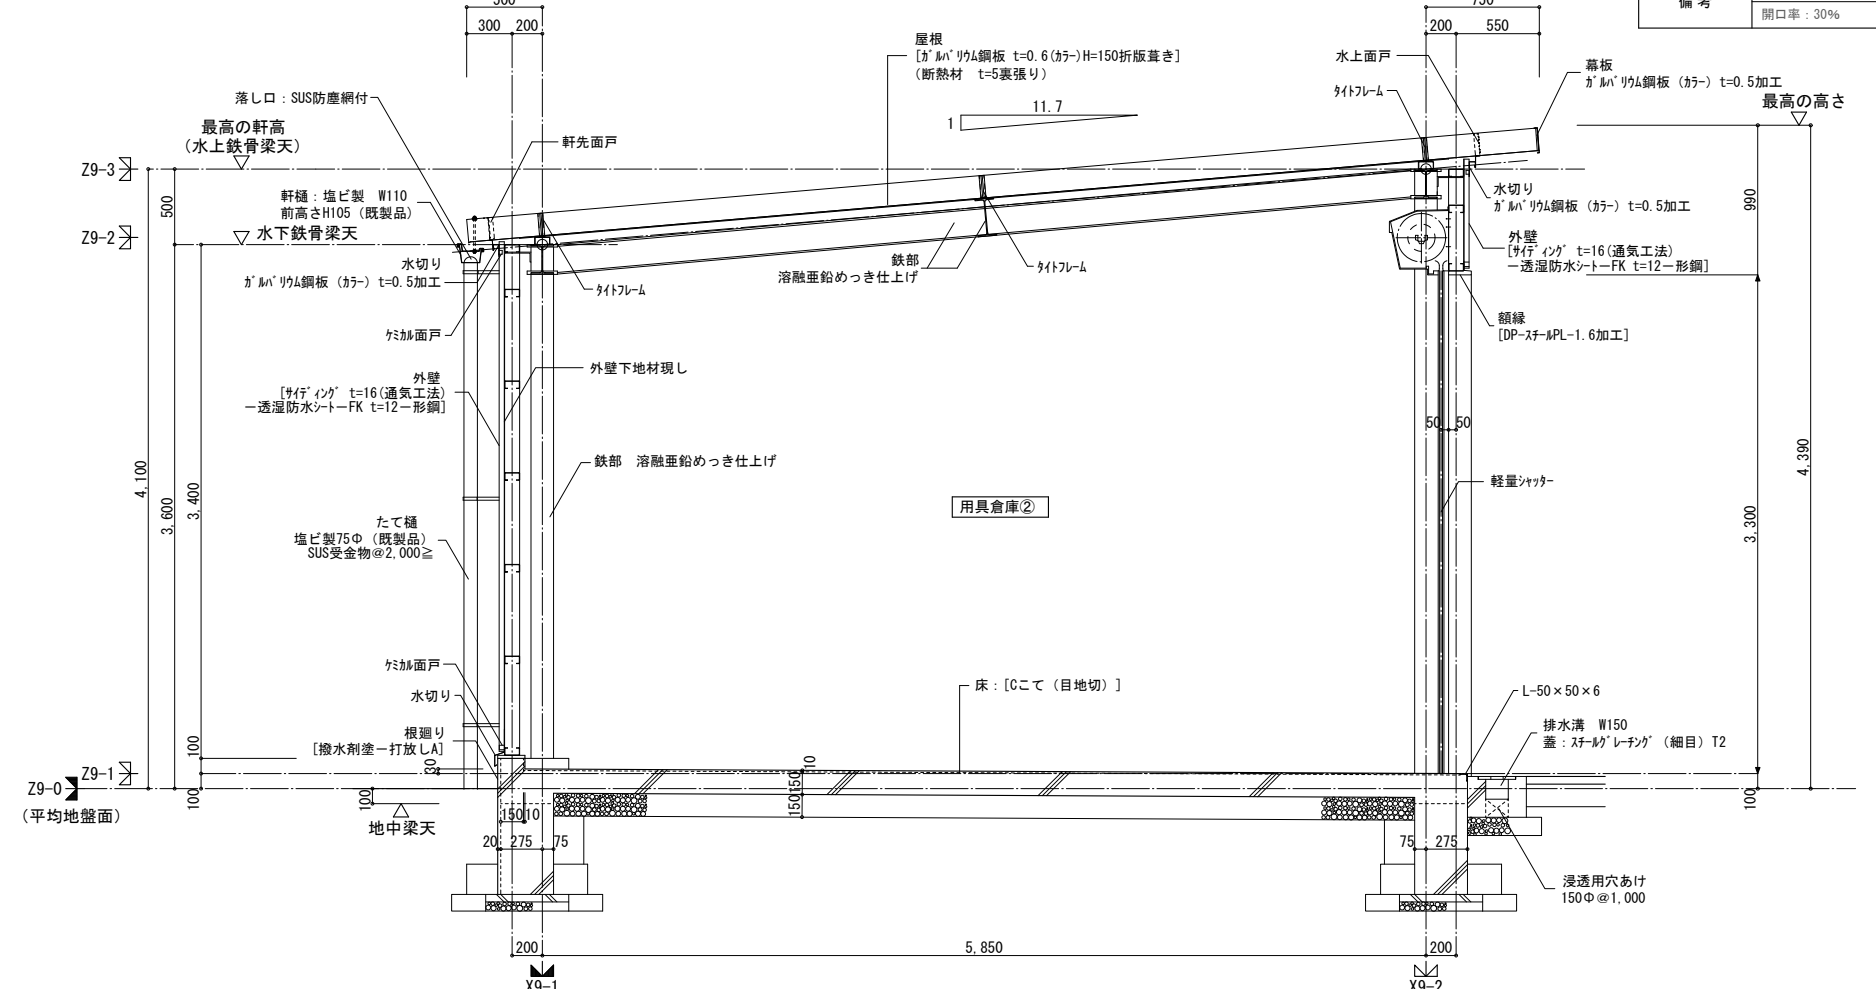 備 考
開口率：30%
300 200
200 550
屋根
[ｶﾞﾙﾊﾞﾘｳﾑ鋼板 t=0.6(ｶﾗｰ)H=150折版葺き]
（断熱材 t=5裏張り）
水上面戸
幕板
ｶﾞﾙﾊﾞﾘｳﾑ鋼板（ｶﾗｰ）t=0.5加工
ﾀｲﾄﾌﾚｰﾑ
最高の高さ
落し口：SUS防塵網付
最高の軒高
（水上鉄骨梁天）
11.7
1
軒先面戸
Z9-3
軒樋：塩ビ製 W110
前高さH105（既製品）
水切り
ｶﾞﾙﾊﾞﾘｳﾑ鋼板（ｶﾗｰ）t=0.5加工
500
990
Z9-2
水下鉄骨梁天
外壁
[ｻｲﾃﾞｨﾝｸﾞ t=16(通気工法)
－透湿防水ｼｰﾄ－FK t=12－形鋼]
水切り
ｶﾞﾙﾊﾞﾘｳﾑ鋼板（ｶﾗｰ）t=0.5加工
鉄部
溶融亜鉛めっき仕上げ
ﾀｲﾄﾌﾚｰﾑ
ﾀｲﾄﾌﾚｰﾑ
額縁
[DP-ｽﾁｰﾙPL-1.6加工]
ｹﾐｶﾙ面戸
外壁
[ｻｲﾃﾞｨﾝｸﾞ t=16(通気工法)
－透湿防水ｼｰﾄ－FK t=12－形鋼]
外壁下地材現し
50 50
鉄部 溶融亜鉛めっき仕上げ
4,100
3,600
3,400
4,390
3,300
軽量ｼｬｯﾀｰ
用具倉庫②
たて樋
塩ビ製75Φ（既製品）
SUS受金物@2,000≧
ｹﾐｶﾙ面戸
水切り
床：[Cこて（目地切）]
L-50×50×6
根廻り
[撥水剤塗－打放しA]
排水溝 W150
蓋：ｽﾁｰﾙｸﾞﾚｰﾁﾝｸﾞ（細目）T2
100
30
10
150
150
Z9-1
Z9-0
（平均地盤面）
100
100
100
地中梁天
150 10
20 275 75
75 275
浸透用穴あけ
150Φ@1,000
200 5,850 200
X9-1
X9-2